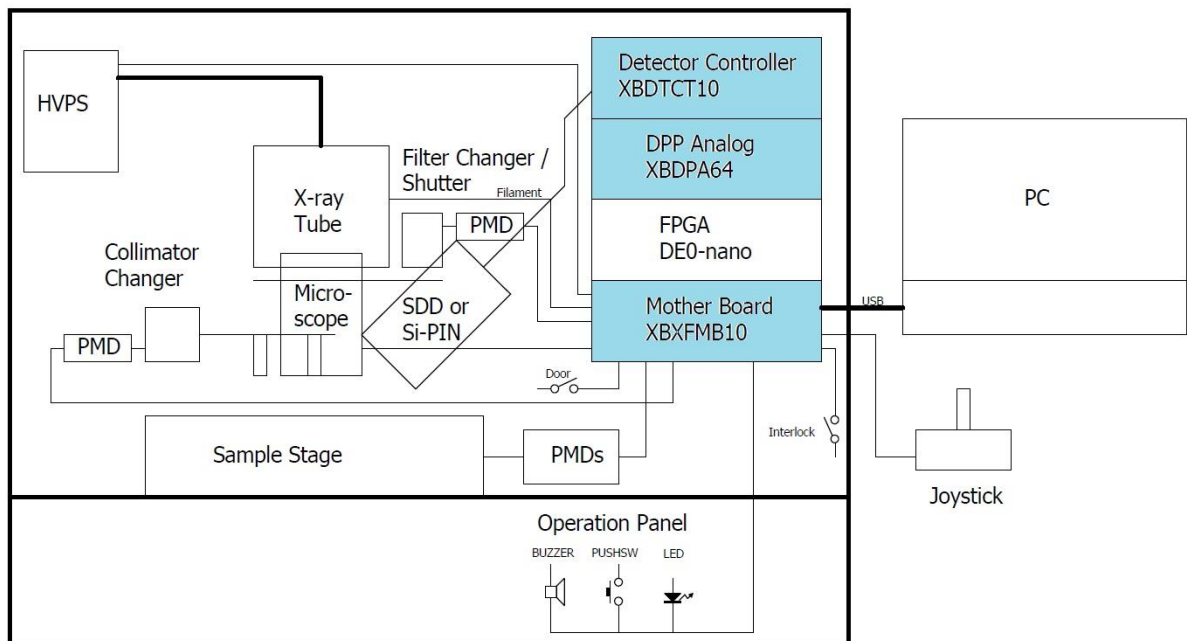 HVPS
Detector Controller
XBDTCT10
DPP Analog
XBDPA64
FPGA
DE0-nano
Mother Board
XBXFMB10
PC
USB
X-ray
Tube
Filter Changer /
Shutter
Filament
PMD
Collimator
Changer
Micro-
scope
SDD or
Si-PIN
PMD
Door
Interlock
Sample Stage
PMDs
Joystick
Operation Panel
BUZZER PUSHSW LED